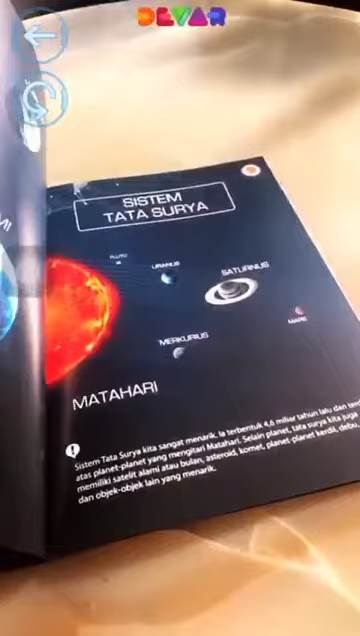 DEVAR
SISTEM
TATA SURYA
PLUTO
URANUS
SATURNUS
MARS
MERKURIUS
MATAHARI
Sistem Tata Surya kita sangat menarik. Ia terbentuk 4,6 miliar tahun lalu dan
atas planet-planet yang mengitari Matahari. Selain planet, tata surya kita juga
memiliki satelit alami atau bulan, asteroid, komet, planet-planet kerdil, debu,
dan objek-objek lain yang menarik.